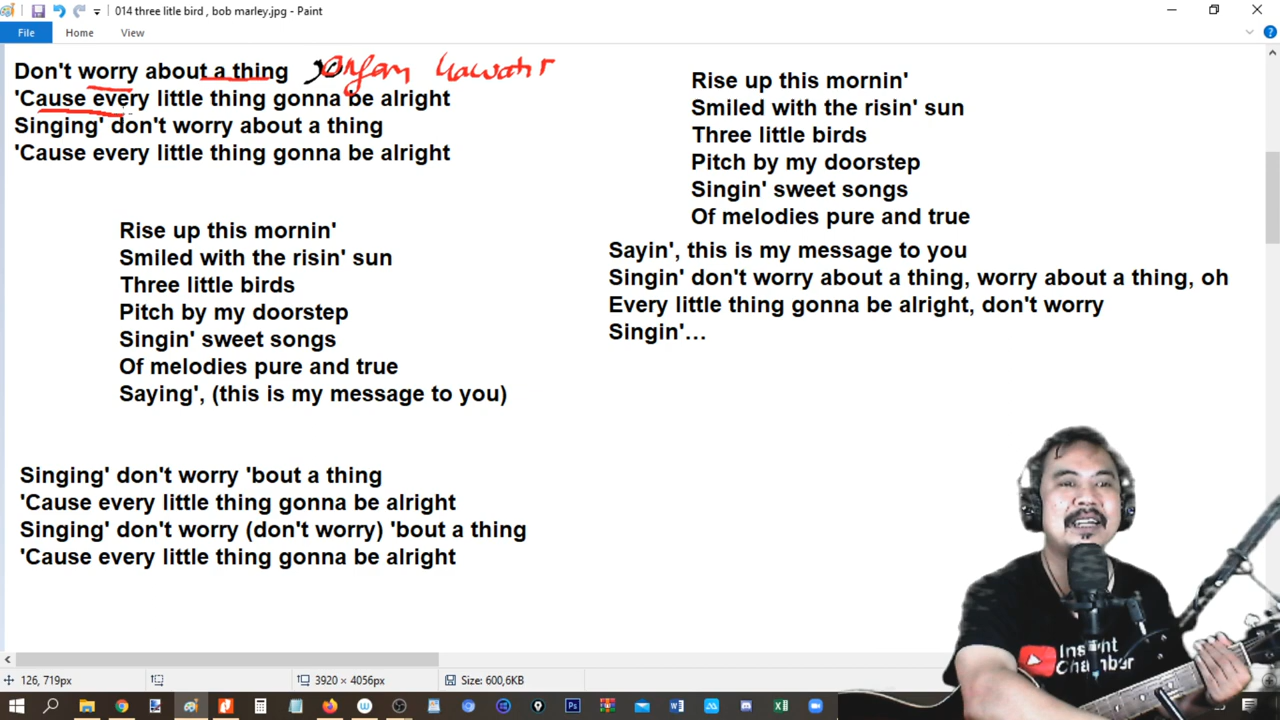 014 three litle bird , bob marley.jpg - Paint
File Home View
Don't worry about a thing
'Cause every little thing gonna be alright
Singing' don't worry about a thing
'Cause every little thing gonna be alright
Rise up this mornin'
Smiled with the risin' sun
Three little birds
Pitch by my doorstep
Singin' sweet songs
Of melodies pure and true
Saying', (this is my message to you)
Singing' don't worry 'bout a thing
'Cause every little thing gonna be alright
Singing' don't worry (don't worry) 'bout a thing
'Cause every little thing gonna be alright
Rise up this mornin'
Smiled with the risin' sun
Three little birds
Pitch by my doorstep
Singin' sweet songs
Of melodies pure and true
Sayin', this is my message to you
Singin' don't worry about a thing, worry about a thing, oh
Every little thing gonna be alright, don't worry
Singin'...
Insight
Chamber
126, 719px 3920 × 4056px Size: 600,6KB